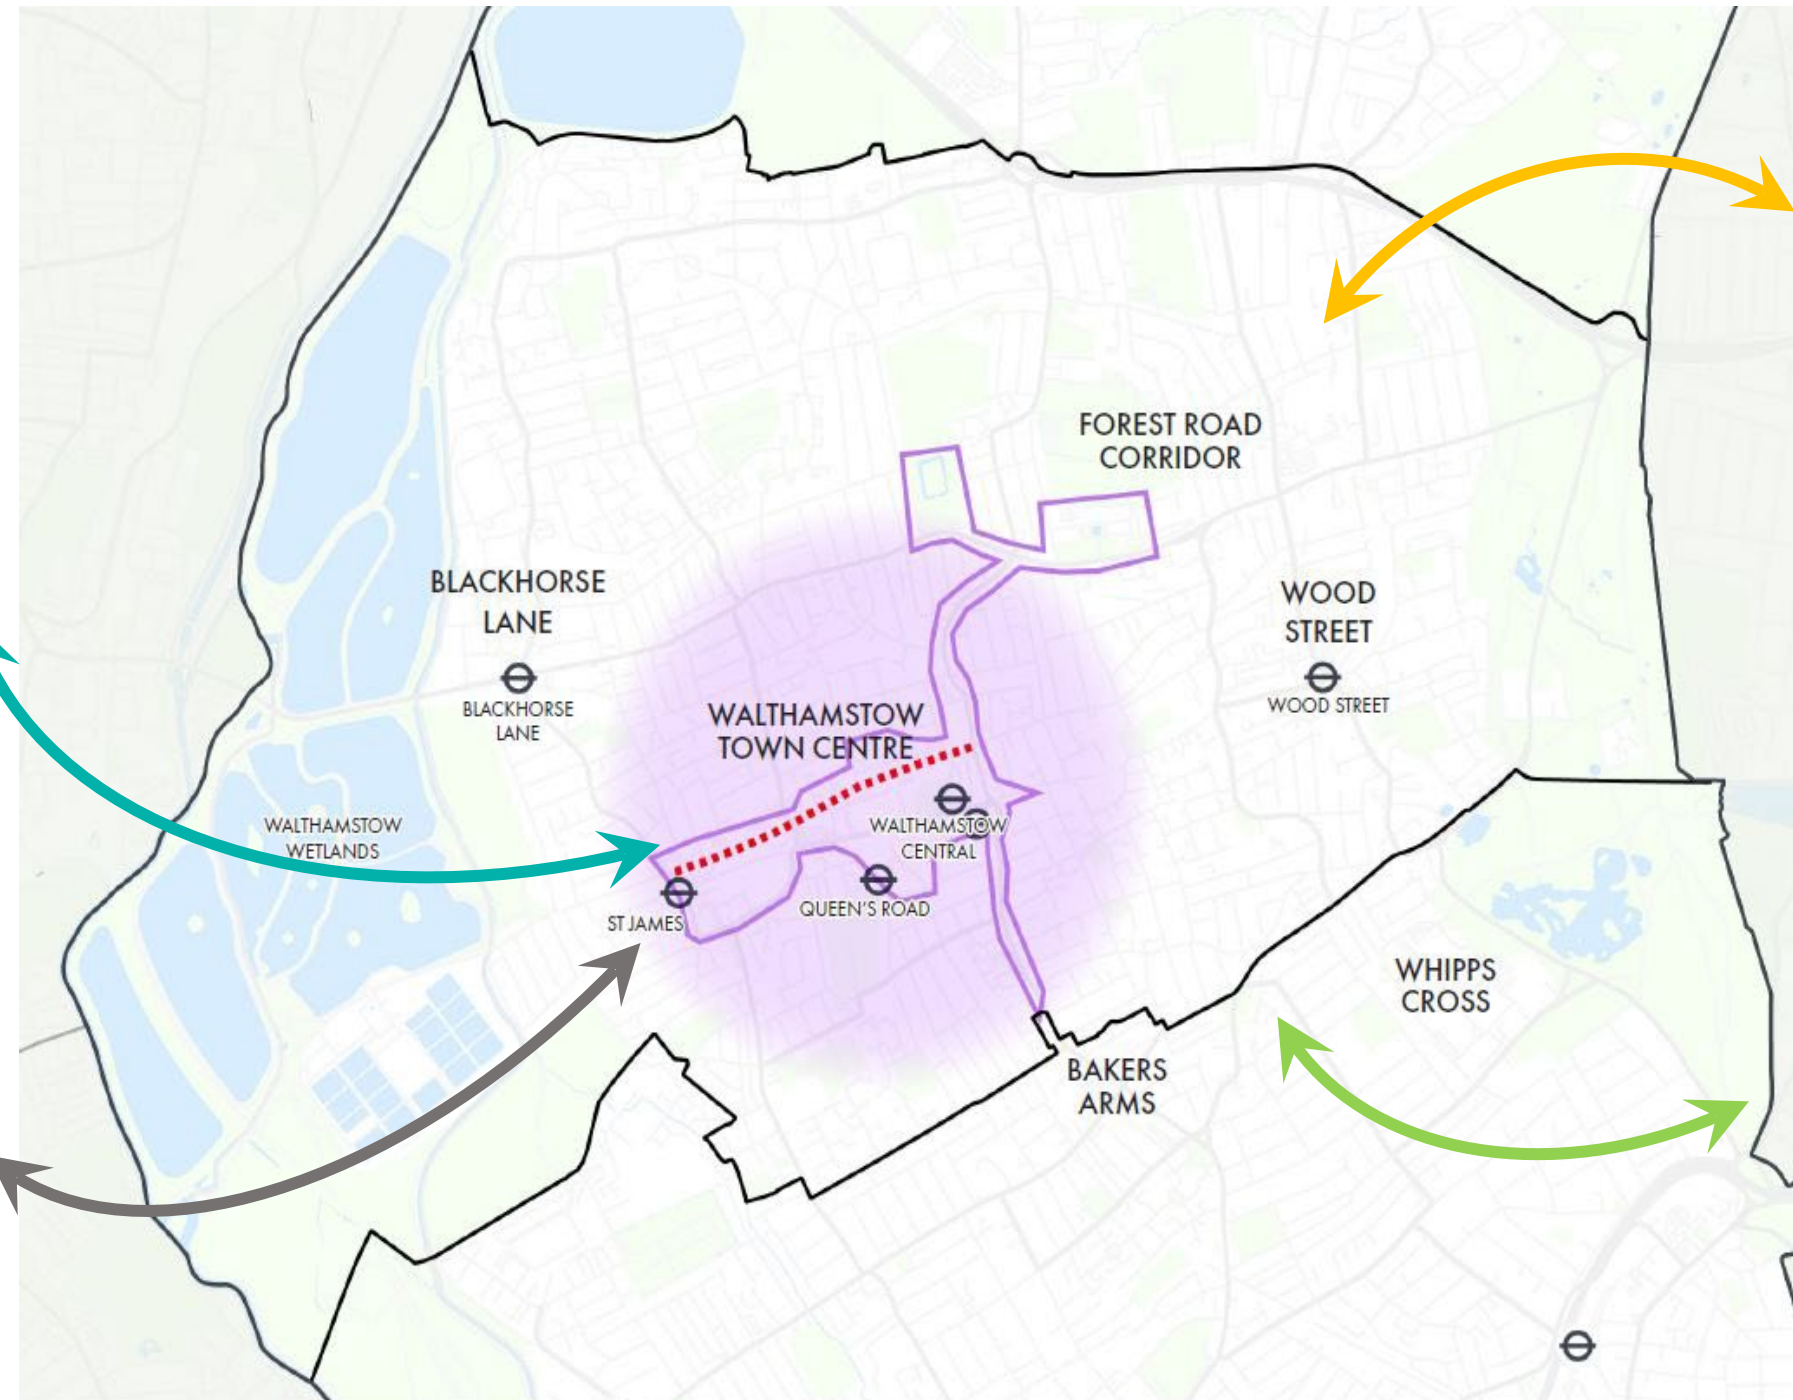 FOREST ROAD
CORRIDOR
BLACKHORSE
LANE
BLACKHORSE
LANE
WOOD
STREET
WOOD STREET
WALTHAMSTOW
TOWN CENTRE
WALTHAMSTOW
WETLANDS
WALTHAMSTOW
CENTRAL
QUEEN'S ROAD
ST JAMES
WHIPPS
CROSS
BAKERS
ARMS